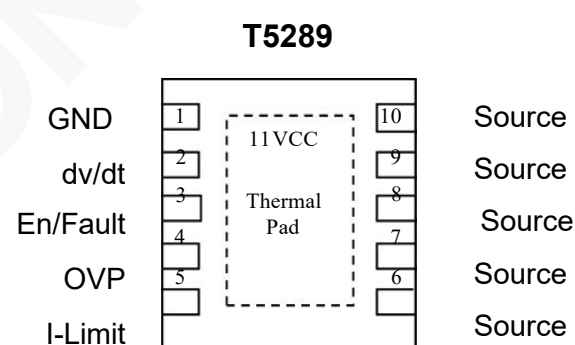 T5289
GND 1 10 Source
11VCC
dv/dt 2 9 Source
En/Fault 3 Thermal Pad 8 Source
OVP 4 7 Source
I-Limit 5 6 Source